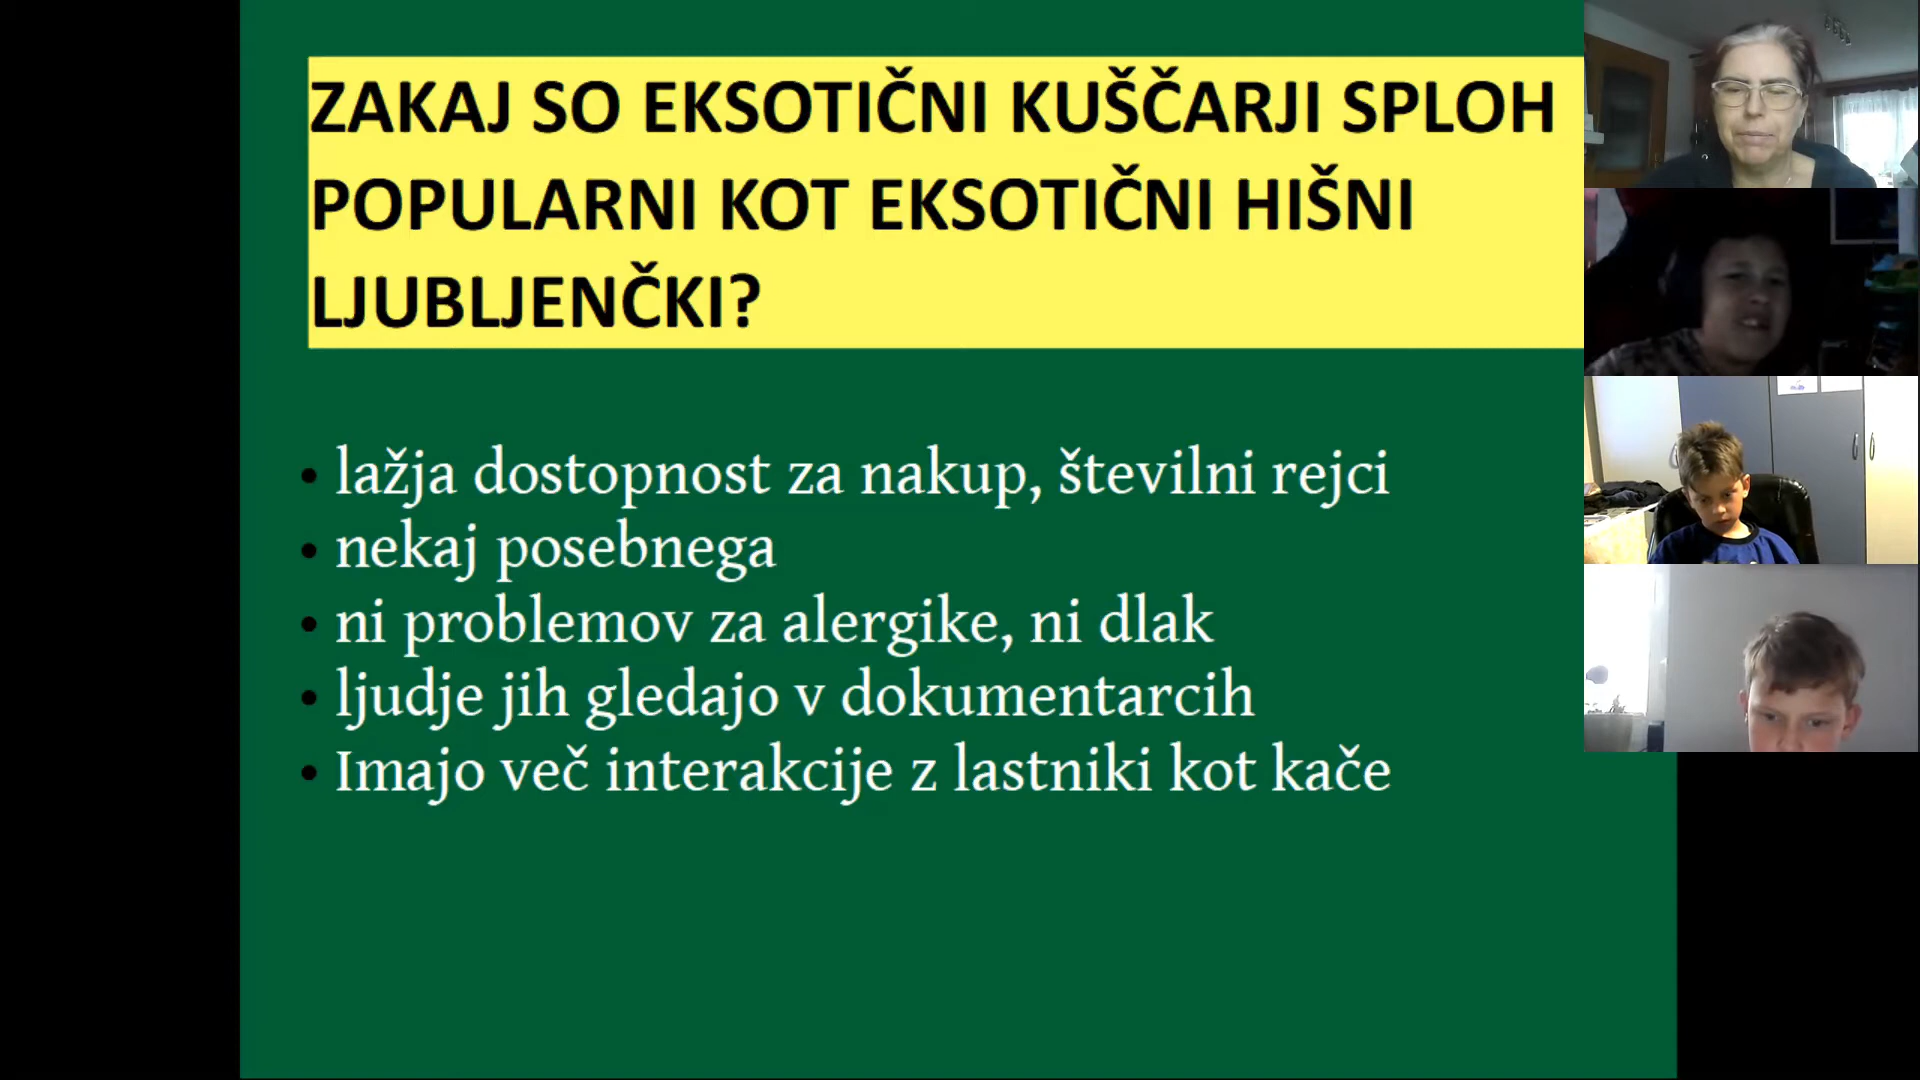 ZAKAJ SO EKSOTIČNI KUŠČARJI SPLOH
POPULARNI KOT EKSOTIČNI HIŠNI
LJUBLJENČKI?
• lažja dostopnost za nakup, številni rejci
• nekaj posebnega
• ni problemov za alergike, ni dlak
• ljudje jih gledajo v dokumentarcih
• Imajo več interakcije z lastniki kot kače